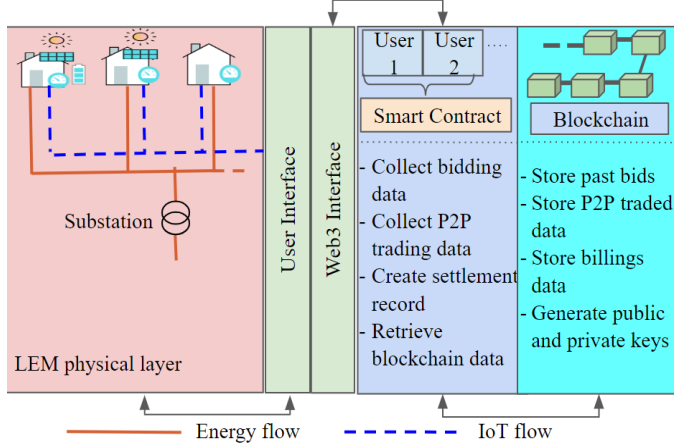 Substation
LEM physical layer
User Interface
Web3 Interface
User
1
User
2
....
Smart Contract
- Collect bidding
data
- Collect P2P
trading data
- Create settlement
record
- Retrieve
blockchain data
Blockchain
- Store past bids
- Store P2P traded
data
- Store billings
data
- Generate public
and private keys
Energy flow
IoT flow